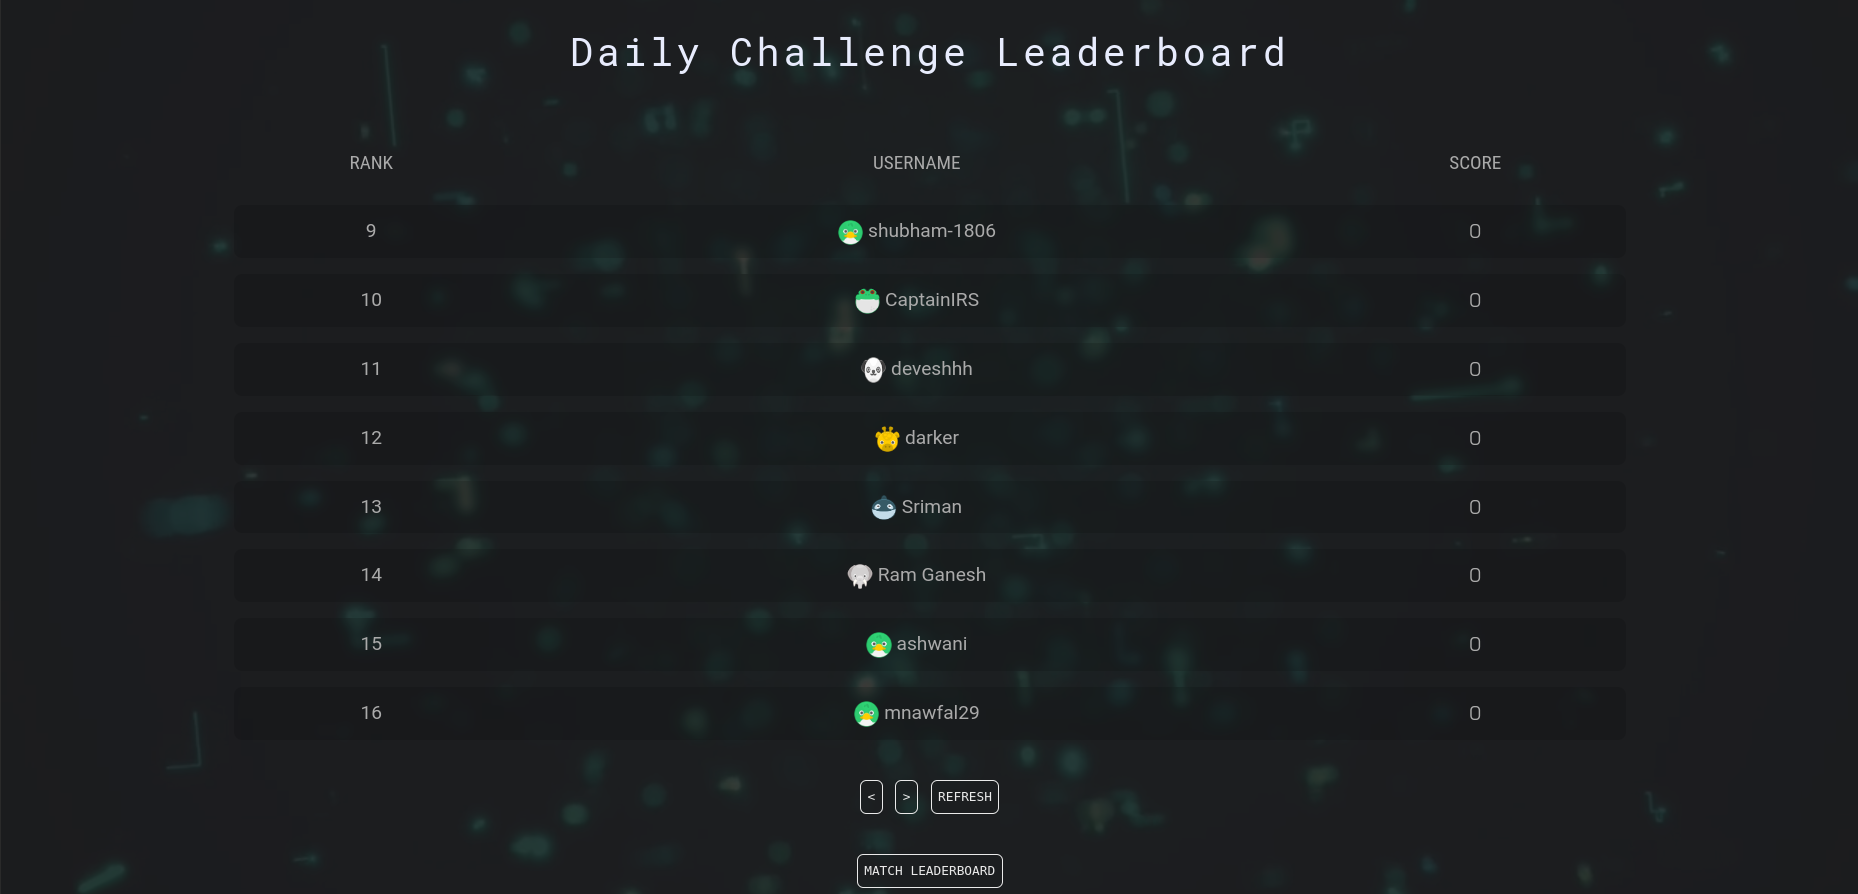 Daily Challenge Leaderboard
RANK USERNAME SCORE
9 shubham-1806 0
10 CaptainIRS 0
11 deveshhh 0
12 darker 0
13 Sriman 0
14 Ram Ganesh 0
15 ashwani 0
16 mnawfal29 0
< > REFRESH
MATCH LEADERBOARD